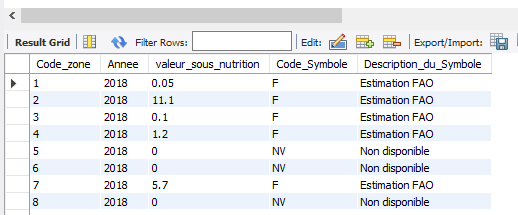 Result Grid Filter Rows: Edit: Export/Import:
Code_zone Annee valeur_sous_nutrition Code_Symbole Description_du_Symbole
1 2018 0.05 F Estimation FAO
2 2018 11.1 F Estimation FAO
3 2018 0.1 F Estimation FAO
4 2018 1.2 F Estimation FAO
5 2018 0 NV Non disponible
6 2018 0 NV Non disponible
7 2018 5.7 F Estimation FAO
8 2018 0 NV Non disponible